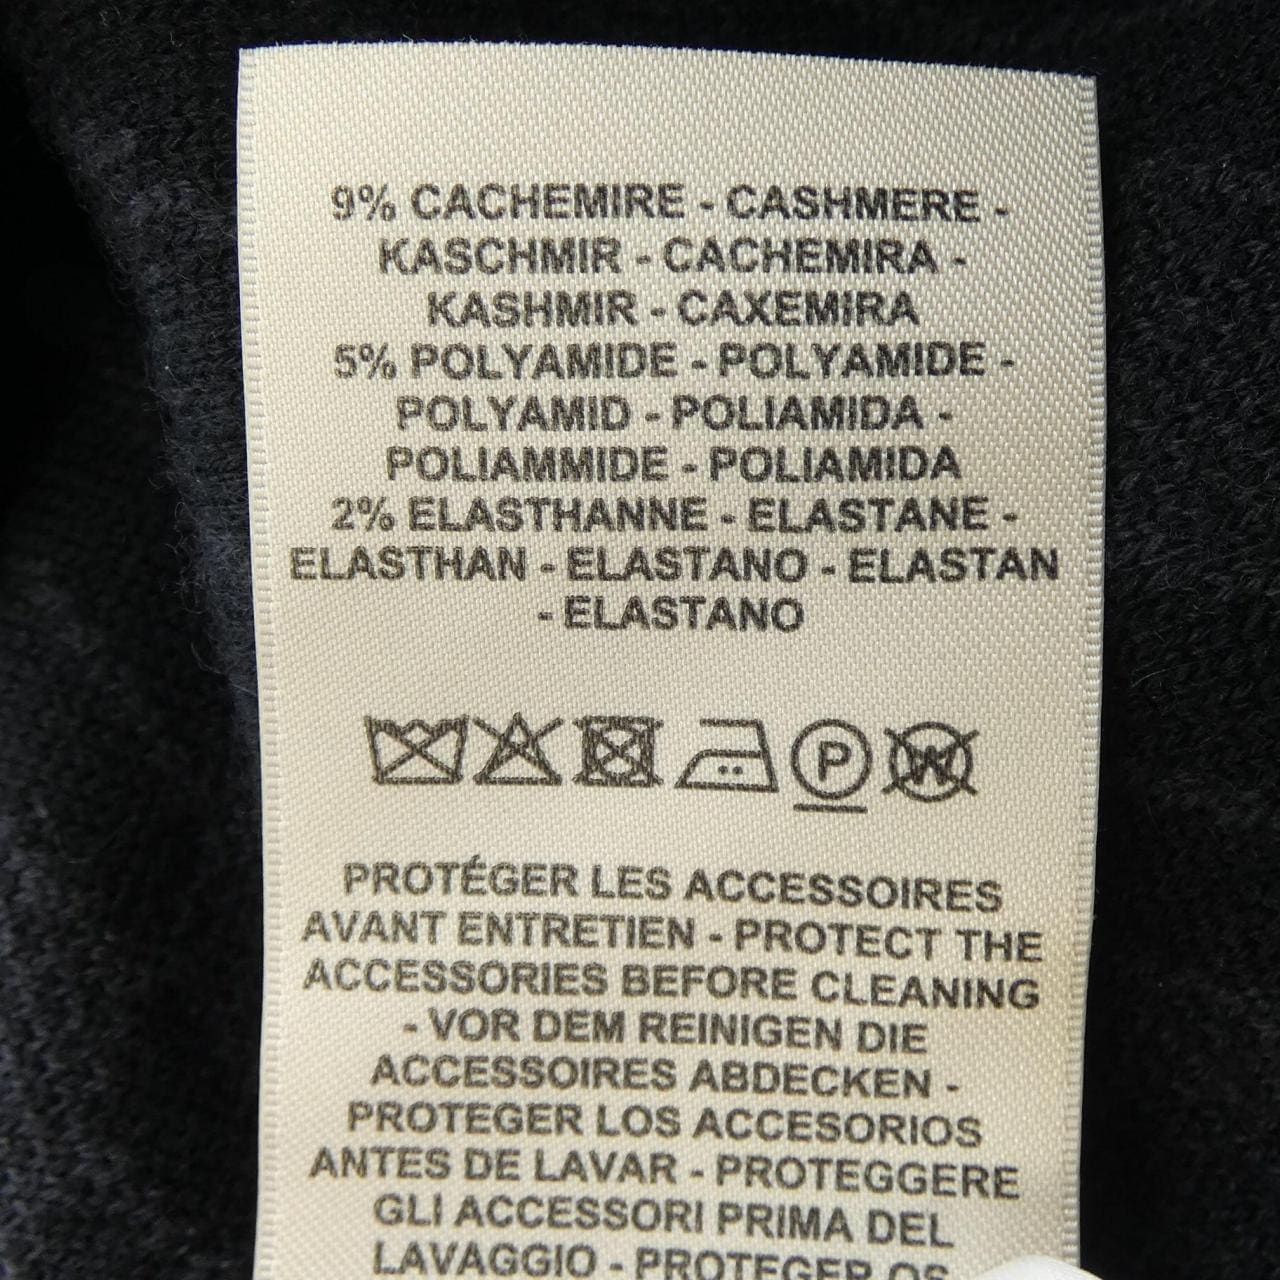 9% CACHEMIRE - CASHMERE -
KASCHMIR - CACHEMIRA -
KASHMIR - CAXEMIRA
5% POLYAMIDE - POLYAMIDE -
POLYAMID - POLIAMIDA -
POLIAMMIDE - POLIAMIDA
2% ELASTHANNE - ELASTANE -
ELASTHAN - ELASTANO - ELASTAN
- ELASTANO
P W
PROTÉGER LES ACCESSOIRES
AVANT ENTRETIEN - PROTECT THE
ACCESSORIES BEFORE CLEANING
- VOR DEM REINIGEN DIE
ACCESSOIRES ABDECKEN -
PROTEGER LOS ACCESORIOS
ANTES DE LAVAR - PROTEGGERE
GLI ACCESSORI PRIMA DEL
LAVAGGIO - PROTEGER OS